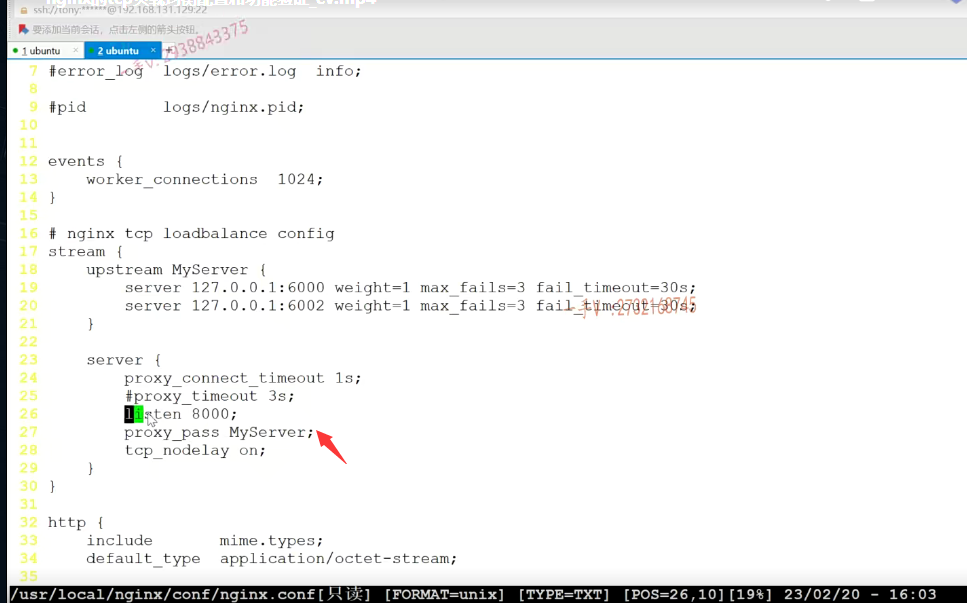 ssh://tony:******@192.168.131.129:22
要添加当前会话，点击左侧的箭头按钮。
1 ubuntu × 2 ubuntu × +
2938843375
7 #error_log  logs/error.log  info;
8
9 #pid        logs/nginx.pid;
10
11
12 events {
13     worker_connections  1024;
14 }
15
16 # nginx tcp loadbalance config
17 stream {
18     upstream MyServer {
19         server 127.0.0.1:6000 weight=1 max_fails=3 fail_timeout=30s;
20         server 127.0.0.1:6002 weight=1 max_fails=3 fail_timeout=30s;
21     }
22
23     server {
24         proxy_connect_timeout 1s;
25         #proxy_timeout 3s;
26         listen 8000;
27         proxy_pass MyServer;
28         tcp_nodelay on;
29     }
30 }
31
32 http {
33     include       mime.types;
34     default_type  application/octet-stream;
35
/usr/local/nginx/conf/nginx.conf[只读] [FORMAT=unix] [TYPE=TXT] [POS=26,10][19%] 23/02/20 - 16:03